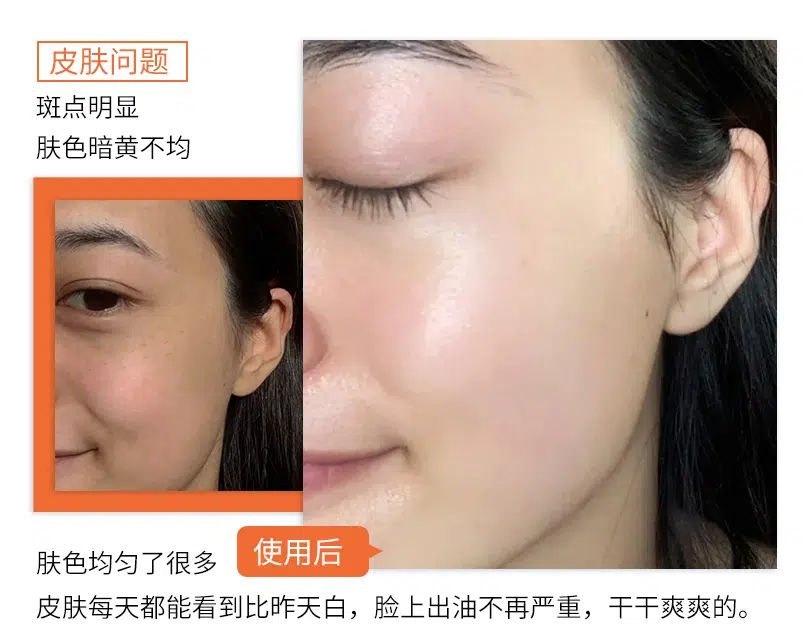 皮肤问题
斑点明显
肤色暗黄不均
肤色均匀了很多
使用后
皮肤每天都能看到比昨天白，脸上出油不再严重，干干爽爽的。